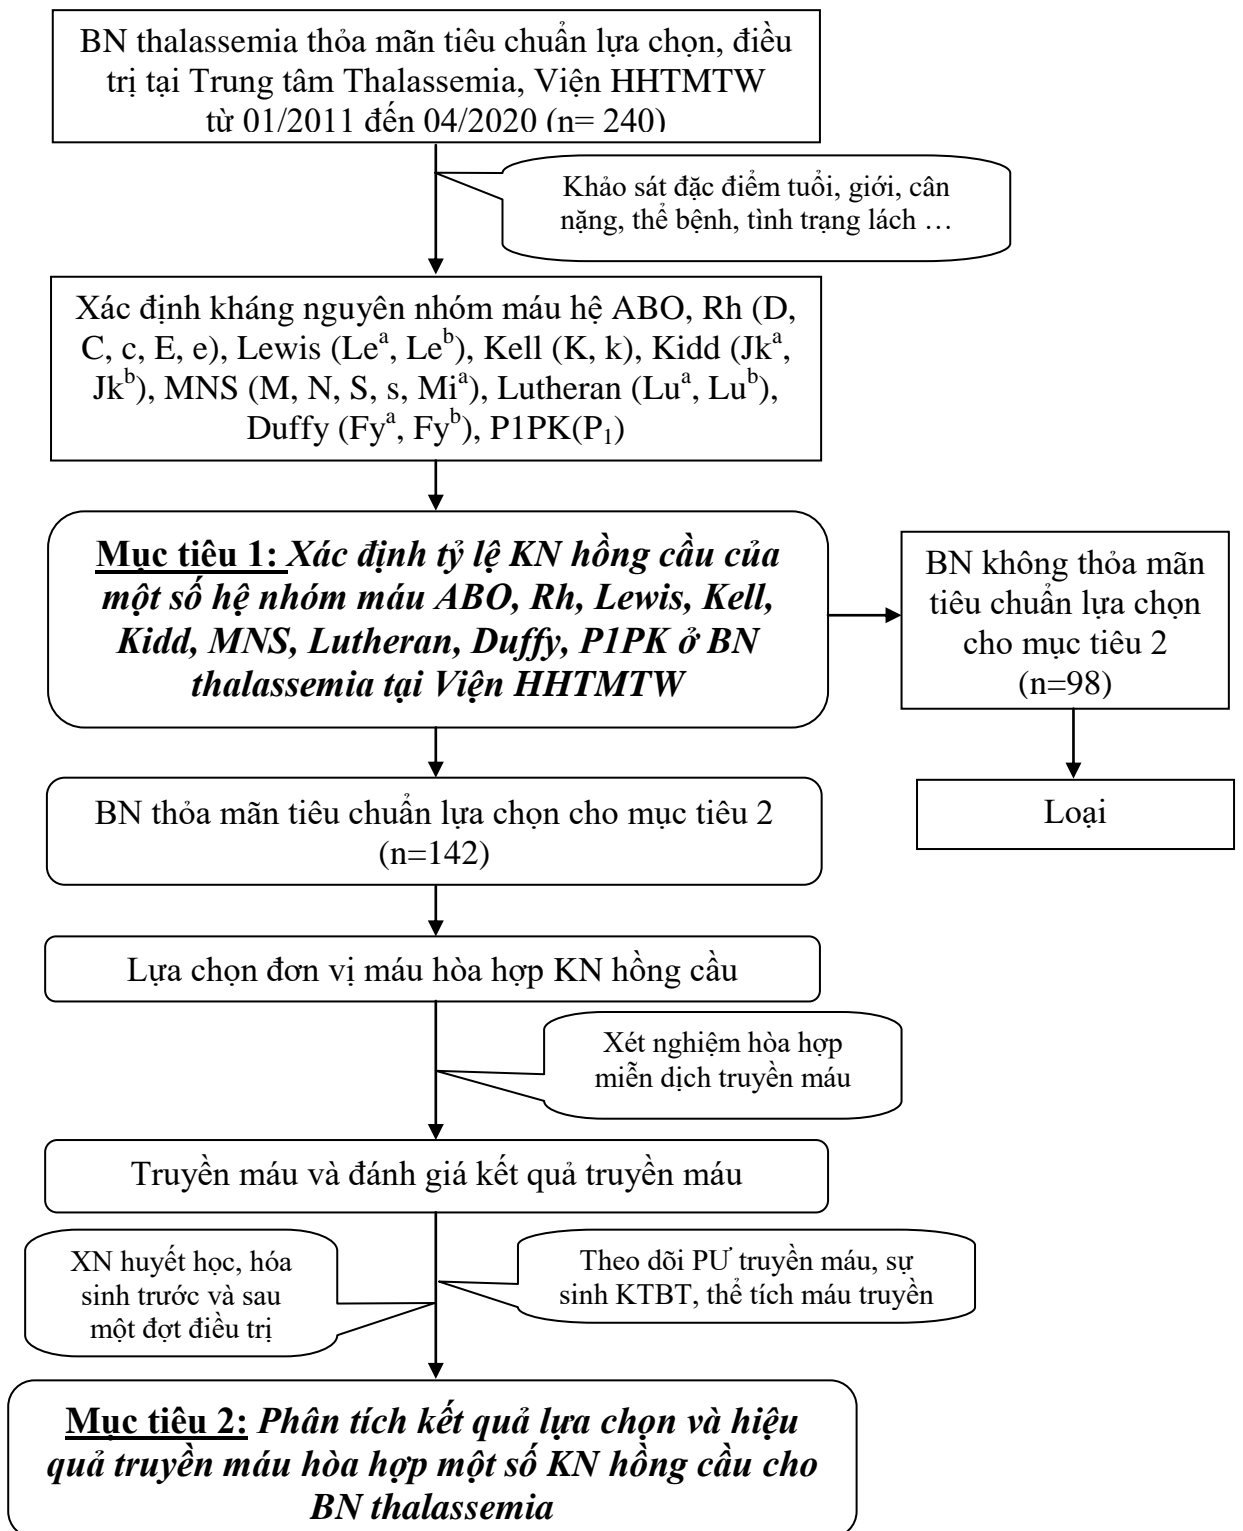 BN thalassemia thỏa mãn tiêu chuẩn lựa chọn, điều
trị tại Trung tâm Thalassemia, Viện HHTMTW
từ 01/2011 đến 04/2020 (n= 240)
Khảo sát đặc điểm tuổi, giới, cân
nặng, thể bệnh, tình trạng lách …
Xác định kháng nguyên nhóm máu hệ ABO, Rh (D,
C, c, E, e), Lewis (Leᵃ, Leᵇ), Kell (K, k), Kidd (Jkᵃ,
Jkᵇ), MNS (M, N, S, s, Miᵃ), Lutheran (Luᵃ, Luᵇ),
Duffy (Fyᵃ, Fyᵇ), P1PK(P₁)
Mục tiêu 1: Xác định tỷ lệ KN hồng cầu của
một số hệ nhóm máu ABO, Rh, Lewis, Kell,
Kidd, MNS, Lutheran, Duffy, P1PK ở BN
thalassemia tại Viện HHTMTW
BN không thỏa mãn
tiêu chuẩn lựa chọn
cho mục tiêu 2
(n=98)
Loại
BN thỏa mãn tiêu chuẩn lựa chọn cho mục tiêu 2
(n=142)
Lựa chọn đơn vị máu hòa hợp KN hồng cầu
Xét nghiệm hòa hợp
miễn dịch truyền máu
Truyền máu và đánh giá kết quả truyền máu
XN huyết học, hóa
sinh trước và sau
một đợt điều trị
Theo dõi PƯ truyền máu, sự
sinh KTBT, thể tích máu truyền
Mục tiêu 2: Phân tích kết quả lựa chọn và hiệu
quả truyền máu hòa hợp một số KN hồng cầu cho
BN thalassemia